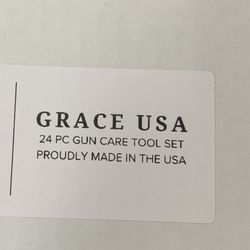 GRACE USA
24 PC GUN CARE TOOL SET
PROUDLY MADE IN THE USA